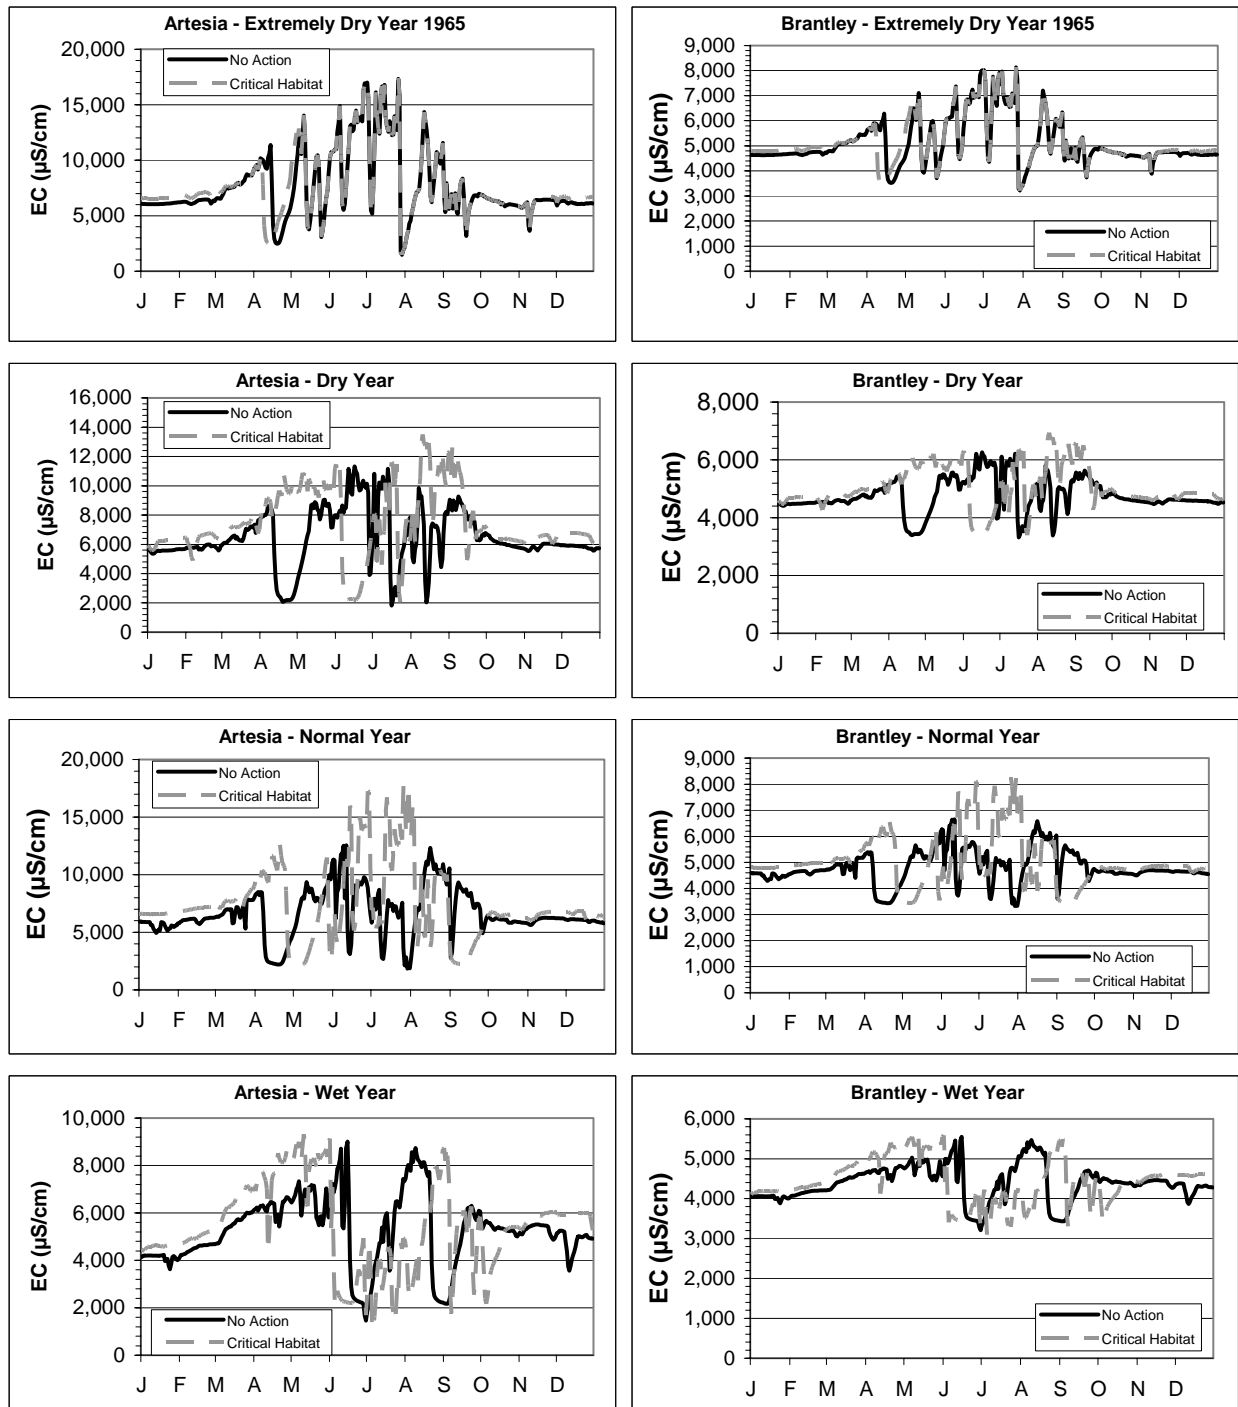 Artesia - Extremely Dry Year 1965
EC (µS/cm)
20,000
15,000
10,000
5,000
0
No Action
Critical Habitat
J F M A M J J A S O N D
Brantley - Extremely Dry Year 1965
EC (µS/cm)
9,000
8,000
7,000
6,000
5,000
4,000
3,000
2,000
1,000
0
No Action
Critical Habitat
J F M A M J J A S O N D
Artesia - Dry Year
EC (µS/cm)
16,000
14,000
12,000
10,000
8,000
6,000
4,000
2,000
0
No Action
Critical Habitat
J F M A M J J A S O N D
Brantley - Dry Year
EC (µS/cm)
8,000
6,000
4,000
2,000
0
No Action
Critical Habitat
J F M A M J J A S O N D
Artesia - Normal Year
EC (µS/cm)
20,000
15,000
10,000
5,000
0
No Action
Critical Habitat
J F M A M J J A S O N D
Brantley - Normal Year
EC (µS/cm)
9,000
8,000
7,000
6,000
5,000
4,000
3,000
2,000
1,000
0
No Action
Critical Habitat
J F M A M J J A S O N D
Artesia - Wet Year
EC (µS/cm)
10,000
8,000
6,000
4,000
2,000
0
No Action
Critical Habitat
J F M A M J J A S O N D
Brantley - Wet Year
EC (µS/cm)
6,000
5,000
4,000
3,000
2,000
1,000
0
No Action
Critical Habitat
J F M A M J J A S O N D